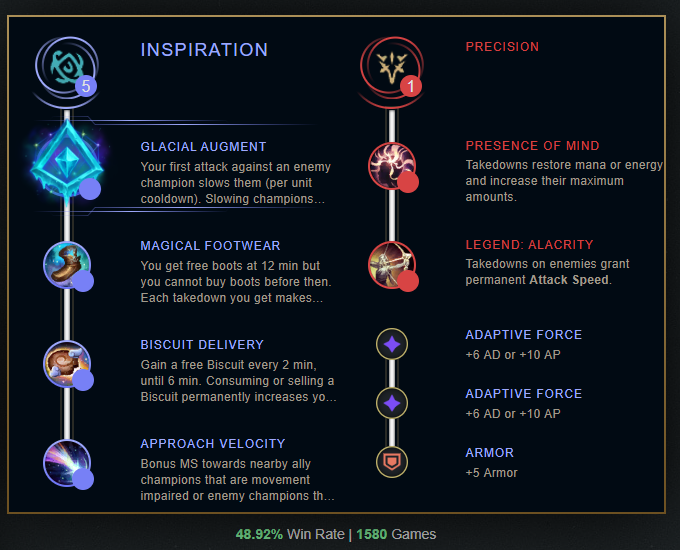 INSPIRATION
5
GLACIAL AUGMENT
Your first attack against an enemy
champion slows them (per unit
cooldown). Slowing champions...
MAGICAL FOOTWEAR
You get free boots at 12 min but
you cannot buy boots before then.
Each takedown you get makes...
BISCUIT DELIVERY
Gain a free Biscuit every 2 min,
until 6 min. Consuming or selling a
Biscuit permanently increases yo...
APPROACH VELOCITY
Bonus MS towards nearby ally
champions that are movement
impaired or enemy champions th...
PRECISION
1
PRESENCE OF MIND
Takedowns restore mana or energy
and increase their maximum
amounts.
LEGEND: ALACRITY
Takedowns on enemies grant
permanent Attack Speed.
ADAPTIVE FORCE
+6 AD or +10 AP
ADAPTIVE FORCE
+6 AD or +10 AP
ARMOR
+5 Armor
48.92% Win Rate | 1580 Games